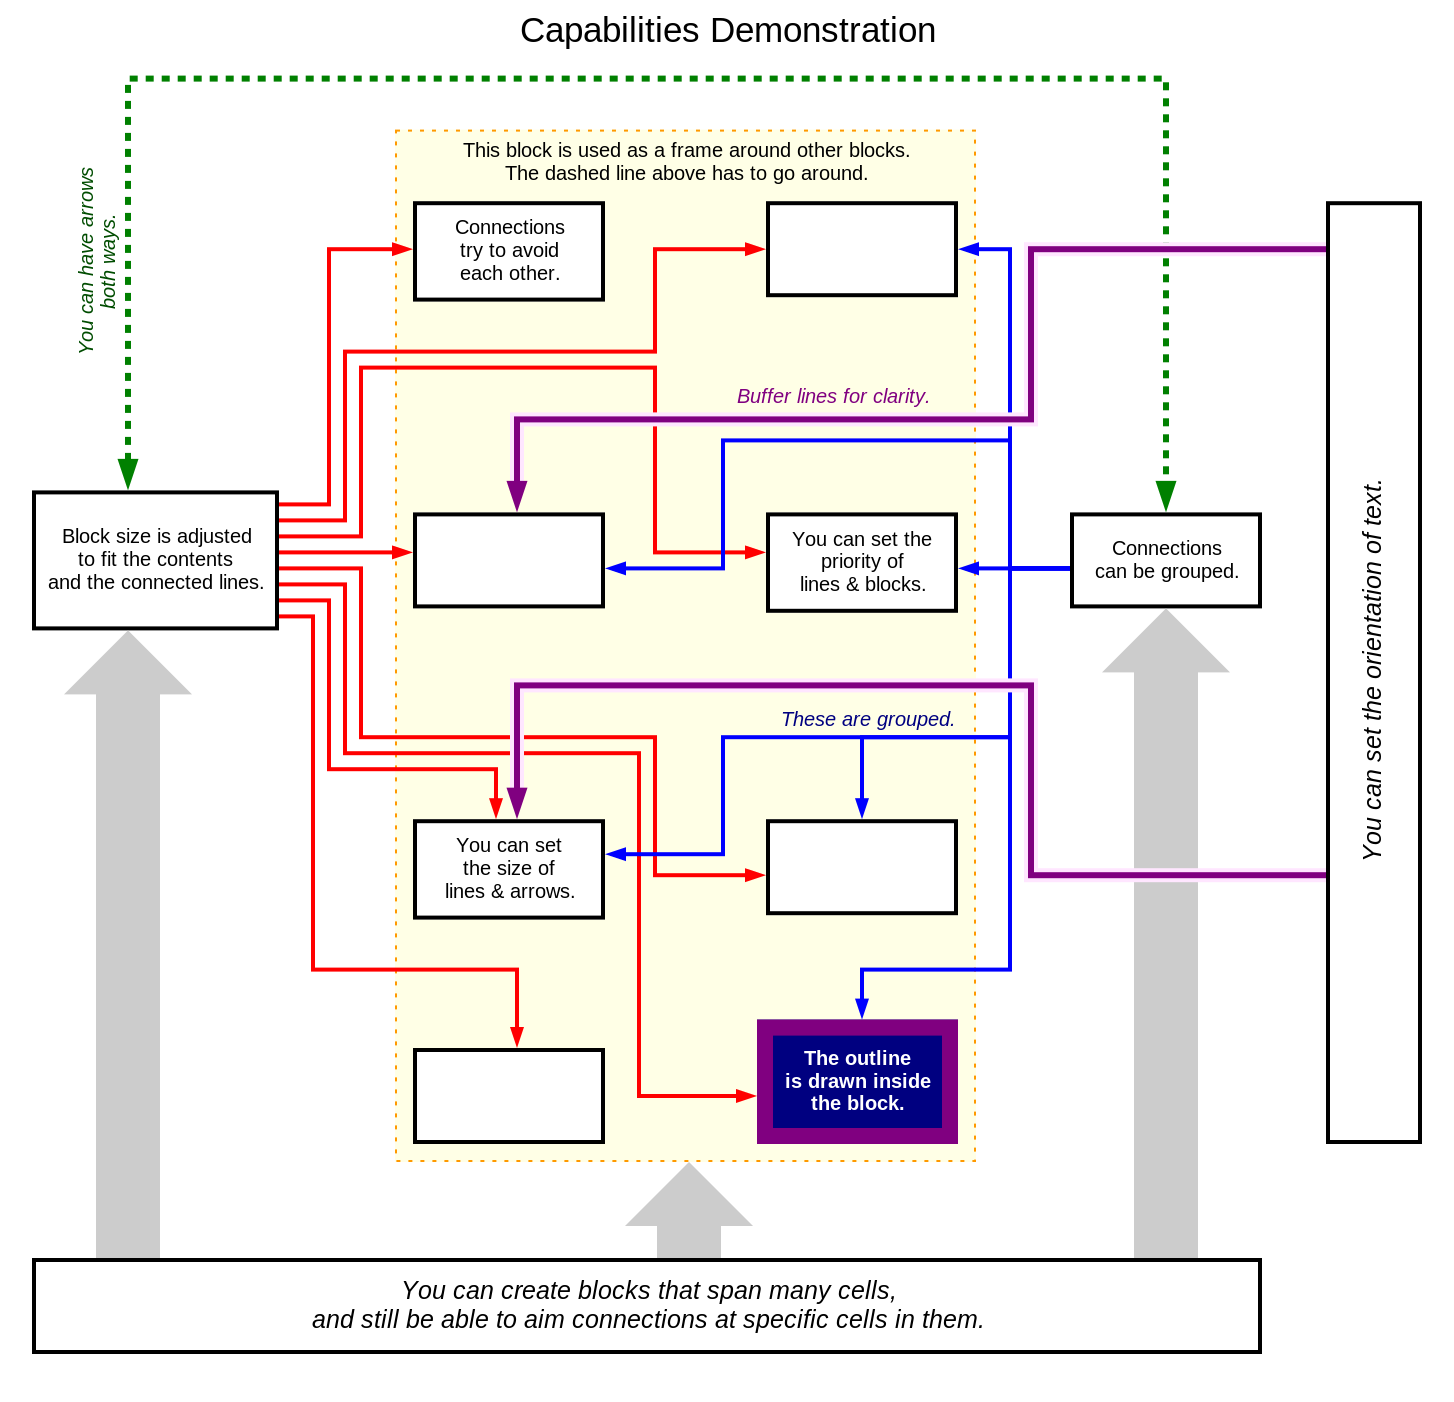 Capabilities Demonstration
You can have arrows
both ways.
This block is used as a frame around other blocks.
The dashed line above has to go around.
Connections
try to avoid
each other.
Buffer lines for clarity.
Block size is adjusted
to fit the contents
and the connected lines.
You can set the
priority of
lines & blocks.
Connections
can be grouped.
You can set the orientation of text.
These are grouped.
You can set
the size of
lines & arrows.
The outline
is drawn inside
the block.
You can create blocks that span many cells,
and still be able to aim connections at specific cells in them.